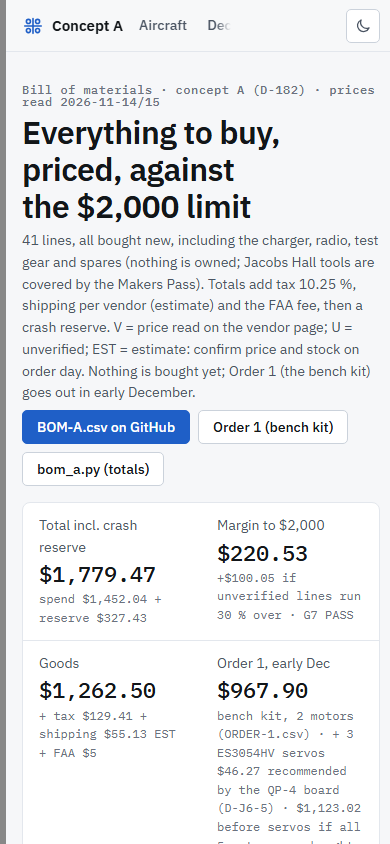 Concept A Aircraft
Bill of materials · concept A (D-182) · prices
read 2026-11-14/15
Everything to buy,
priced, against
the $2,000 limit
41 lines, all bought new, including the charger, radio, test
gear and spares (nothing is owned; Jacobs Hall tools are
covered by the Makers Pass). Totals add tax 10.25 %,
shipping per vendor (estimate) and the FAA fee, then a
crash reserve. V = price read on the vendor page; U =
unverified; EST = estimate: confirm price and stock on
order day. Nothing is bought yet; Order 1 (the bench kit)
goes out in early December.
BOM-A.csv on GitHub
Order 1 (bench kit)
bom_a.py (totals)
Total incl. crash
reserve
$1,779.47
spend $1,452.04 +
reserve $327.43
Margin to $2,000
$220.53
+$100.05 if
unverified lines run
30 % over · G7 PASS
Goods
$1,262.50
+ tax $129.41 +
shipping $55.13 EST
+ FAA $5
Order 1, early Dec
$967.90
bench kit, 2 motors
(ORDER-1.csv) · + 3
ES3054HV servos
$46.27 recommended
by the QP-4 board
(D-J6-5) · $1,123.02
before servos if all